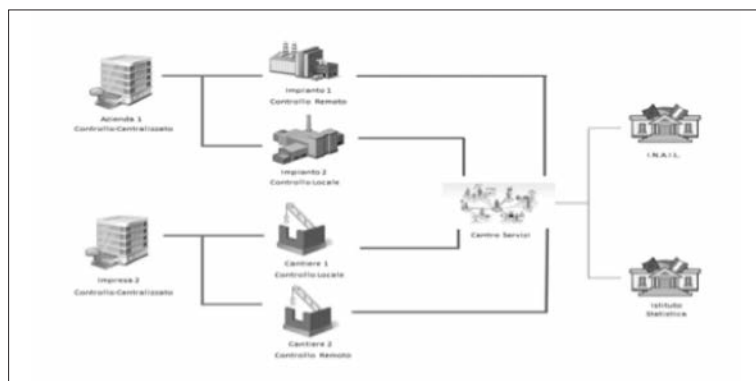 Azienda 1
Controllo Centralizzato
Impianto 1
Controllo Remoto
Impianto 2
Controllo Locale
Impresa 2
Controllo Centralizzato
Cantiere 1
Controllo Locale
Cantiere 2
Controllo Remoto
Centro Servizi
I.N.A.I.L.
Istituto
Statistica